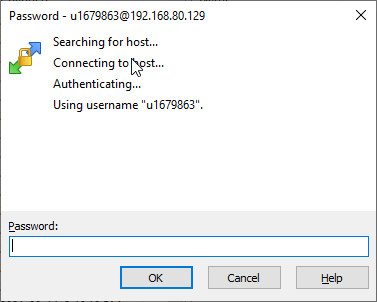 Password - u1679863@192.168.80.129
Searching for host...
Connecting to host...
Authenticating...
Using username "u1679863".
Password:
OK
Cancel
Help